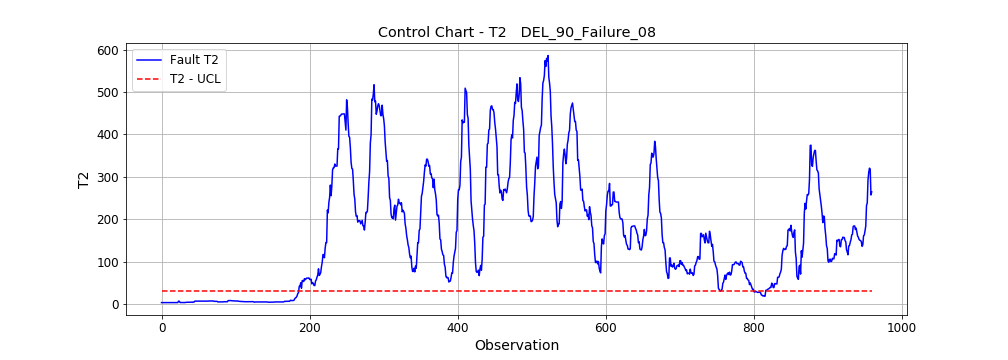 Control Chart - T2   DEL_90_Failure_08
Fault T2
T2 - UCL
600
500
400
300
200
100
0
T2
0 200 400 600 800 1000
Observation